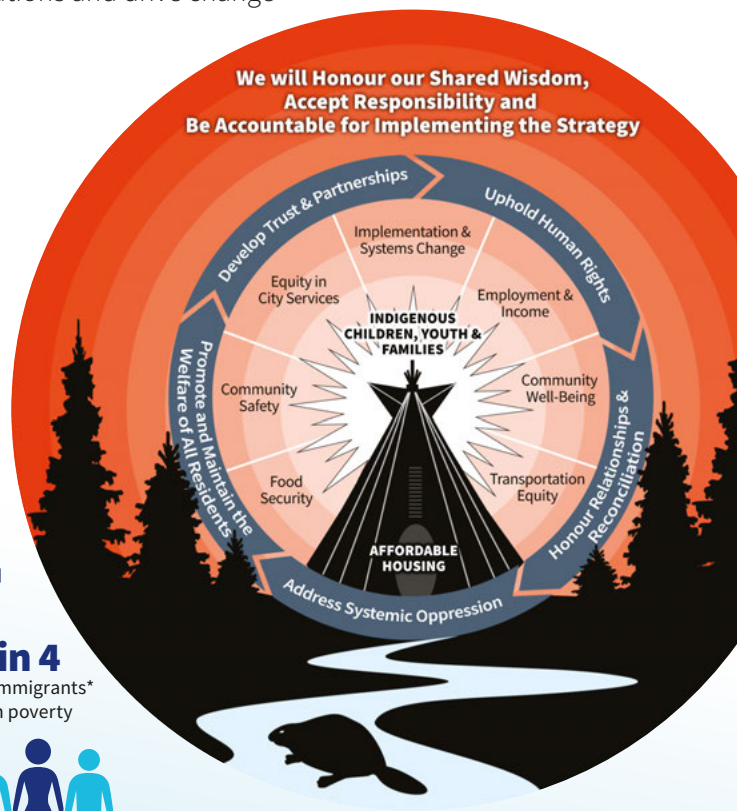 and drive change
We will Honour our Shared Wisdom,
Accept Responsibility and
Be Accountable for Implementing the Strategy
Develop Trust & Partnerships
Uphold Human Rights
Honour Relationships &
Reconciliation
Address Systemic Oppression
Promote and Maintain the
Welfare of All Residents
Implementation &
Systems Change
Equity in
City Services
Employment &
Income
INDIGENOUS
CHILDREN, YOUTH &
FAMILIES
Community
Safety
Community
Well-Being
Food
Security
Transportation
Equity
AFFORDABLE
HOUSING
in 4
mmigrants*
poverty